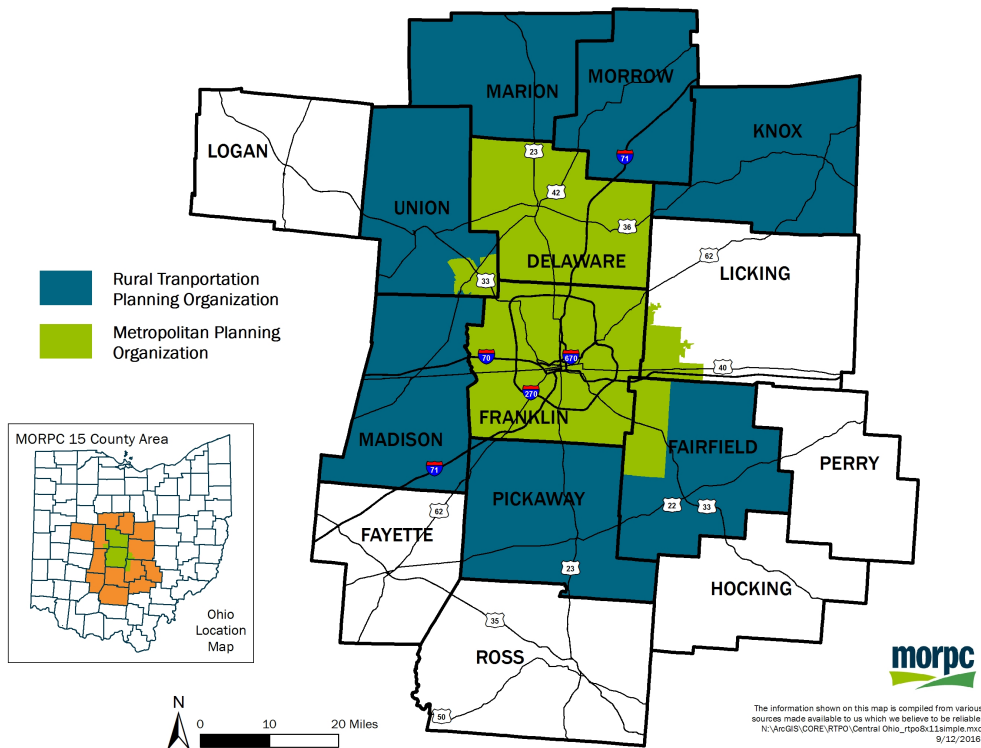 MARION
MORROW
KNOX
LOGAN
71
23
42
UNION
36
DELAWARE
62
LICKING
33
Rural Tranportation
Planning Organization
Metropolitan Planning
Organization
70
670
40
270
FRANKLIN
MADISON
FAIRFIELD
PERRY
71
PICKAWAY
22
33
62
FAYETTE
23
HOCKING
35
ROSS
50
MORPC 15 County Area
Ohio
Location
Map
N
0 10 20 Miles
morpc
The information shown on this map is compiled from various
sources made available to us which we believe to be reliable.
N:\ArcGIS\CORE\RTPO\Central Ohio_rtpo8x11simple.mxd
9/12/2016